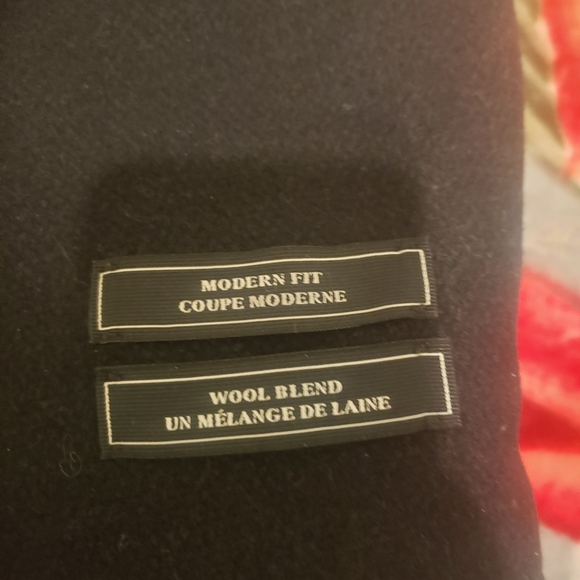 MODERN FIT
COUPE MODERNE
WOOL BLEND
UN MÉLANGE DE LAINE